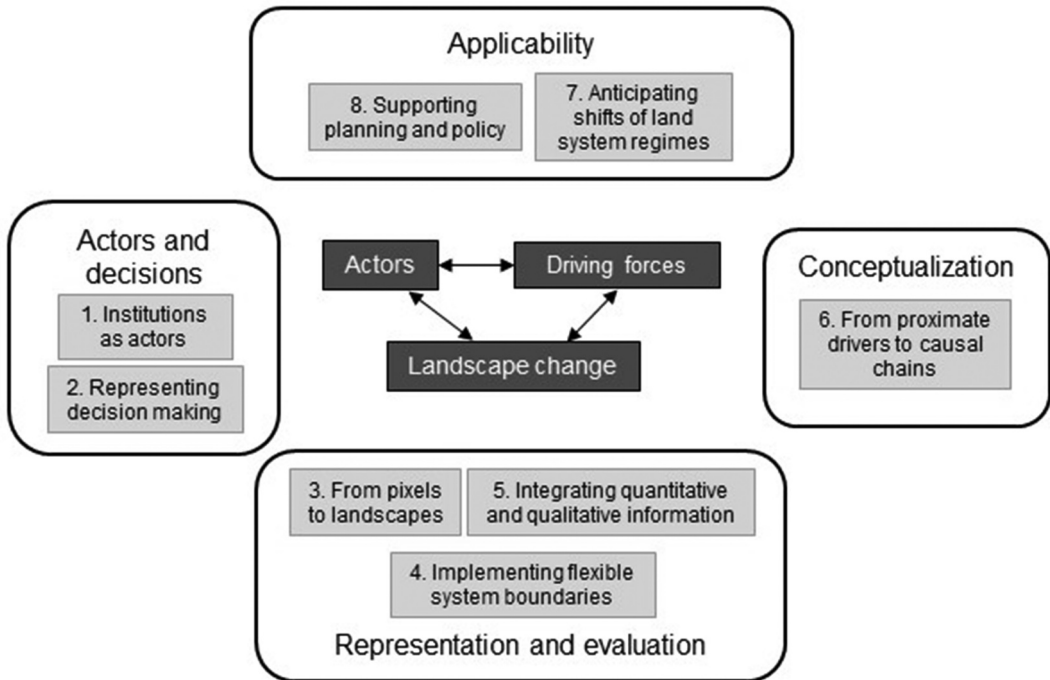 Applicability
8. Supporting
planning and policy
7. Anticipating
shifts of land
system regimes
Actors and
decisions
1. Institutions
as actors
2. Representing
decision making
Actors
Driving forces
Landscape change
Conceptualization
6. From proximate
drivers to causal
chains
3. From pixels
to landscapes
5. Integrating quantitative
and qualitative information
4. Implementing flexible
system boundaries
Representation and evaluation